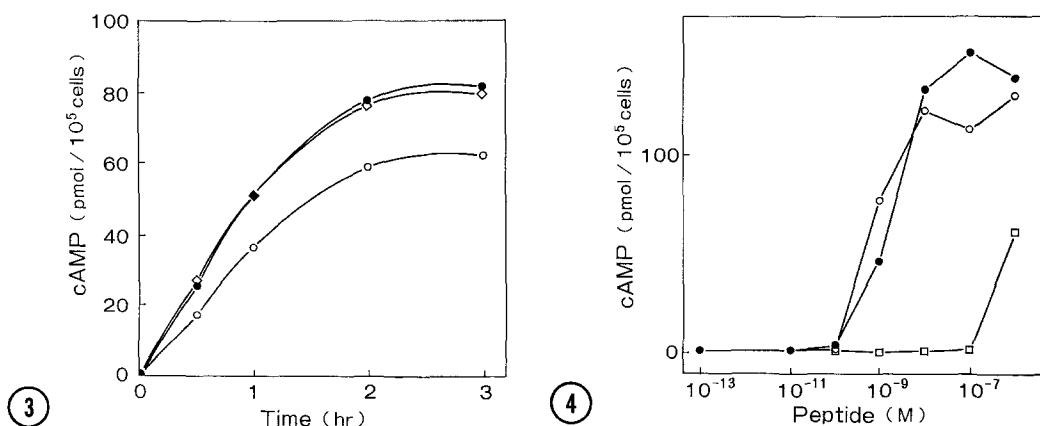 100
80
60
40
20
0
cAMP (pmol / 10⁵ cells)
0 1 2 3
Time (hr)
3
100
0
cAMP (pmol / 10⁵ cells)
10⁻¹³ 10⁻¹¹ 10⁻⁹ 10⁻⁷
Peptide (M)
4